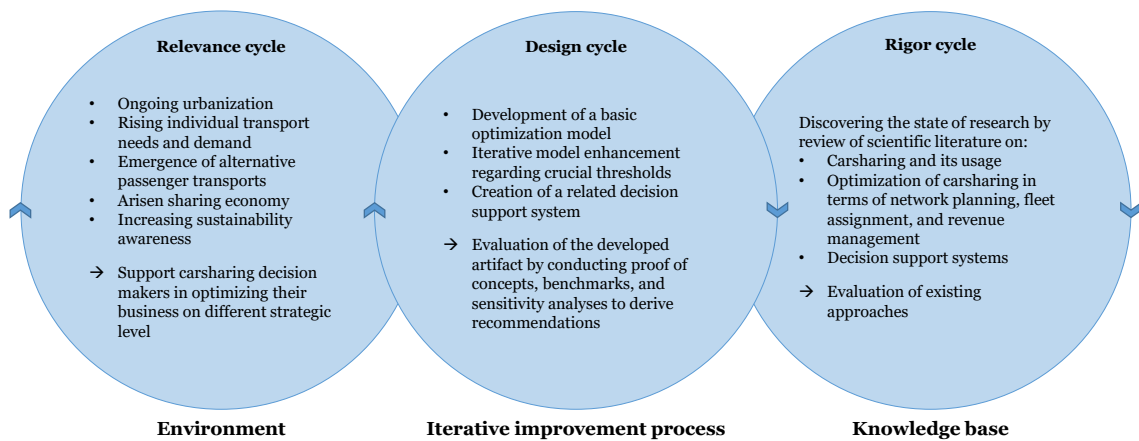 Relevance cycle
• Ongoing urbanization
• Rising individual transport
needs and demand
• Emergence of alternative
passenger transports
• Arisen sharing economy
• Increasing sustainability
awareness
→ Support carsharing decision
makers in optimizing their
business on different strategic
level
Environment
Design cycle
• Development of a basic
optimization model
• Iterative model enhancement
regarding crucial thresholds
• Creation of a related decision
support system
→ Evaluation of the developed
artifact by conducting proof of
concepts, benchmarks, and
sensitivity analyses to derive
recommendations
Iterative improvement process
Rigor cycle
Discovering the state of research by
review of scientific literature on:
• Carsharing and its usage
• Optimization of carsharing in
terms of network planning, fleet
assignment, and revenue
management
• Decision support systems
→ Evaluation of existing
approaches
Knowledge base